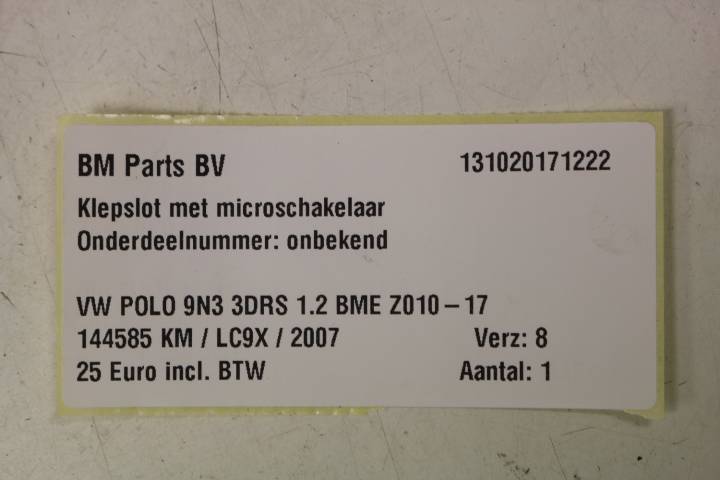 BM Parts BV 131020171222
Klepslot met microschakelaar
Onderdeelnummer: onbekend
VW POLO 9N3 3DRS 1.2 BME Z010 – 17
144585 KM / LC9X / 2007 Verz: 8
25 Euro incl. BTW Aantal: 1